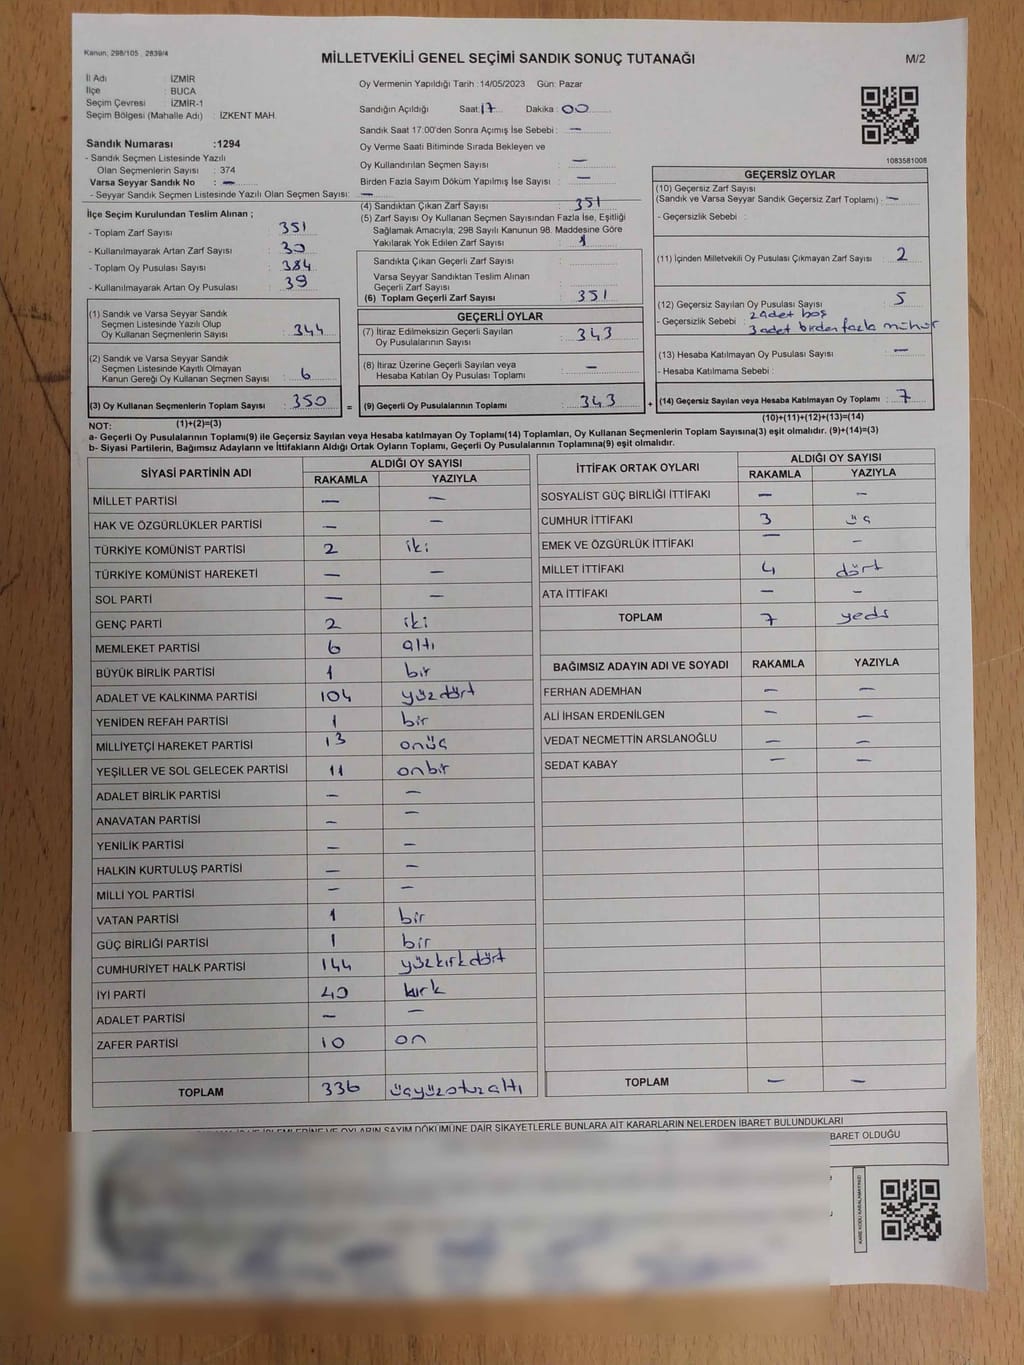 Kanun, 298/105 , 2839/4
MİLLETVEKİLİ GENEL SEÇİMİ SANDIK SONUÇ TUTANAĞI
M/2
İl Adı : İZMİR
İlçe : BUCA
Seçim Çevresi : İZMİR-1
Seçim Bölgesi (Mahalle Adı) : İZKENT MAH.
Sandık Numarası :1294
- Sandık Seçmen Listesinde Yazılı
Olan Seçmenlerin Sayısı : 374
Varsa Seyyar Sandık No : —
- Seyyar Sandık Seçmen Listesinde Yazılı Olan Seçmen Sayısı: —
İlçe Seçim Kurulundan Teslim Alınan ;
- Toplam Zarf Sayısı : 351
- Kullanılmayarak Artan Zarf Sayısı : 30
- Toplam Oy Pusulası Sayısı : 384
- Kullanılmayarak Artan Oy Pusulası : 39
(1) Sandık ve Varsa Seyyar Sandık
Seçmen Listesinde Yazılı Olup
Oy Kullanan Seçmenlerin Sayısı : 344
(2) Sandık ve Varsa Seyyar Sandık
Seçmen Listesinde Kayıtlı Olmayan
Kanun Gereği Oy Kullanan Seçmen Sayısı : 6
(3) Oy Kullanan Seçmenlerin Toplam Sayısı : 350
(1)+(2)=(3)
Oy Vermenin Yapıldığı Tarih : 14/05/2023 Gün: Pazar
Sandığın Açıldığı Saat: 17 Dakika : 00
Sandık Saat 17:00'den Sonra Açımış İse Sebebi : —
Oy Verme Saati Bitiminde Sırada Bekleyen ve
Oy Kullandırılan Seçmen Sayısı : —
Birden Fazla Sayım Döküm Yapılmış İse Sayısı : —
(4) Sandıktan Çıkan Zarf Sayısı : 351
(5) Zarf Sayısı Oy Kullanan Seçmen Sayısından Fazla İse, Eşitliği
Sağlamak Amacıyla; 298 Sayılı Kanunun 98. Maddesine Göre
Yakılarak Yok Edilen Zarf Sayısı : 1
Sandıkta Çıkan Geçerli Zarf Sayısı :
Varsa Seyyar Sandıktan Teslim Alınan
Geçerli Zarf Sayısı :
(6) Toplam Geçerli Zarf Sayısı : 351
GEÇERLİ OYLAR
(7) İtiraz Edilmeksizin Geçerli Sayılan
Oy Pusulalarının Sayısı : 343
(8) İtiraz Üzerine Geçerli Sayılan veya
Hesaba Katılan Oy Pusulası Toplamı : —
= (9) Geçerli Oy Pusulalarının Toplamı : 343
1083581008
GEÇERSİZ OYLAR
(10) Geçersiz Zarf Sayısı
(Sandık ve Varsa Seyyar Sandık Geçersiz Zarf Toplamı) : —
- Geçersizlik Sebebi :
(11) İçinden Milletvekili Oy Pusulası Çıkmayan Zarf Sayısı : 2
(12) Geçersiz Sayılan Oy Pusulası Sayısı : 5
- Geçersizlik Sebebi : 2 adet boş
3 adet birden fazla mühür
(13) Hesaba Katılmayan Oy Pusulası Sayısı : —
- Hesaba Katılmama Sebebi :
+ (14) Geçersiz Sayılan veya Hesaba Katılmayan Oy Toplamı : 7
(10)+(11)+(12)+(13)=(14)
NOT:
a- Geçerli Oy Pusulalarının Toplamı(9) ile Geçersiz Sayılan veya Hesaba katılmayan Oy Toplamı(14) Toplamları, Oy Kullanan Seçmenlerin Toplam Sayısına(3) eşit olmalıdır. (9)+(14)=(3)
b- Siyasi Partilerin, Bağımsız Adayların ve İttifakların Aldığı Ortak Oyların Toplamı, Geçerli Oy Pusulalarının Toplamına(9) eşit olmalıdır.
SİYASİ PARTİNİN ADI ALDIĞI OY SAYISI
RAKAMLA YAZIYLA
MİLLET PARTİSİ — —
HAK VE ÖZGÜRLÜKLER PARTİSİ — —
TÜRKİYE KOMÜNİST PARTİSİ 2 iki
TÜRKİYE KOMÜNİST HAREKETİ — —
SOL PARTİ — —
GENÇ PARTİ 2 iki
MEMLEKET PARTİSİ 6 altı
BÜYÜK BİRLİK PARTİSİ 1 bir
ADALET VE KALKINMA PARTİSİ 104 yüzdört
YENİDEN REFAH PARTİSİ 1 bir
MİLLİYETÇİ HAREKET PARTİSİ 13 onüç
YEŞİLLER VE SOL GELECEK PARTİSİ 11 onbir
ADALET BİRLİK PARTİSİ — —
ANAVATAN PARTİSİ — —
YENİLİK PARTİSİ — —
HALKIN KURTULUŞ PARTİSİ — —
MİLLİ YOL PARTİSİ — —
VATAN PARTİSİ 1 bir
GÜÇ BİRLİĞİ PARTİSİ 1 bir
CUMHURİYET HALK PARTİSİ 144 yüzkırkdört
İYİ PARTİ 40 kırk
ADALET PARTİSİ — —
ZAFER PARTİSİ 10 on
TOPLAM 336 üçyüzotuzaltı
İTTİFAK ORTAK OYLARI ALDIĞI OY SAYISI
RAKAMLA YAZIYLA
SOSYALİST GÜÇ BİRLİĞİ İTTİFAKI — —
CUMHUR İTTİFAKI 3 üç
EMEK VE ÖZGÜRLÜK İTTİFAKI — —
MİLLET İTTİFAKI 4 dört
ATA İTTİFAKI — —
TOPLAM 7 yedi
BAĞIMSIZ ADAYIN ADI VE SOYADI RAKAMLA YAZIYLA
FERHAN ADEMHAN — —
ALİ İHSAN ERDENİLGEN — —
VEDAT NECMETTİN ARSLANOĞLU — —
SEDAT KABAY — —
TOPLAM — —
OYLARIN SAYIM DÖKÜMÜNE DAİR ŞİKAYETLERLE BUNLARA AİT KARARLARIN NELERDEN İBARET BULUNDUKLARI
BARET OLDUĞU
KARE KODU KARALAMAYINIZ!